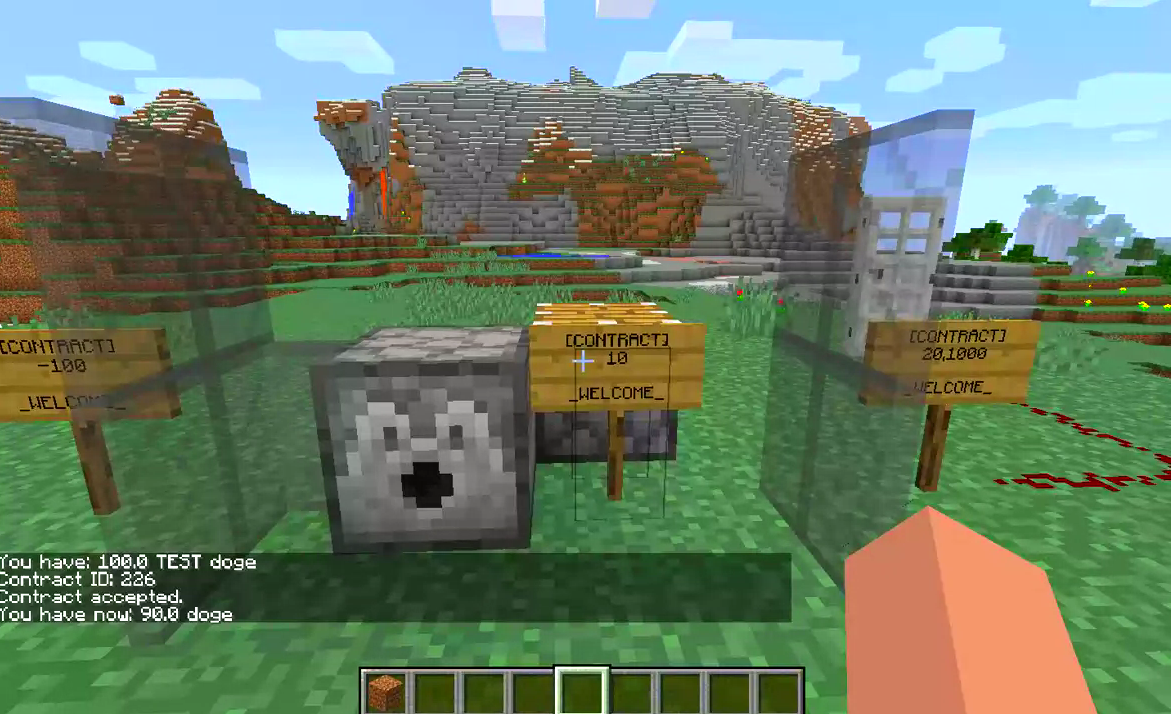 [CONTRACT]
-100
_WELCOME_
[CONTRACT]
10
_WELCOME_
[CONTRACT]
20,1000
_WELCOME_
You have: 100.0 TEST doge
Contract ID: 226
Contract accepted.
You have now: 90.0 doge